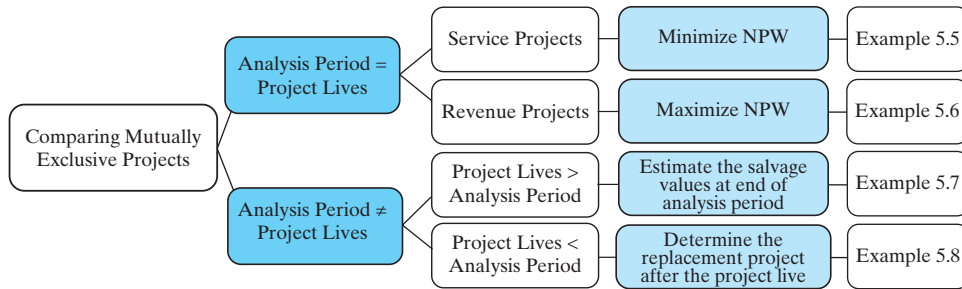 Comparing Mutually
Exclusive Projects
Analysis Period =
Project Lives
Service Projects
Minimize NPW
Example 5.5
Revenue Projects
Maximize NPW
Example 5.6
Analysis Period ≠
Project Lives
Project Lives >
Analysis Period
Estimate the salvage
values at end of
analysis period
Example 5.7
Project Lives <
Analysis Period
Determine the
replacement project
after the project live
Example 5.8